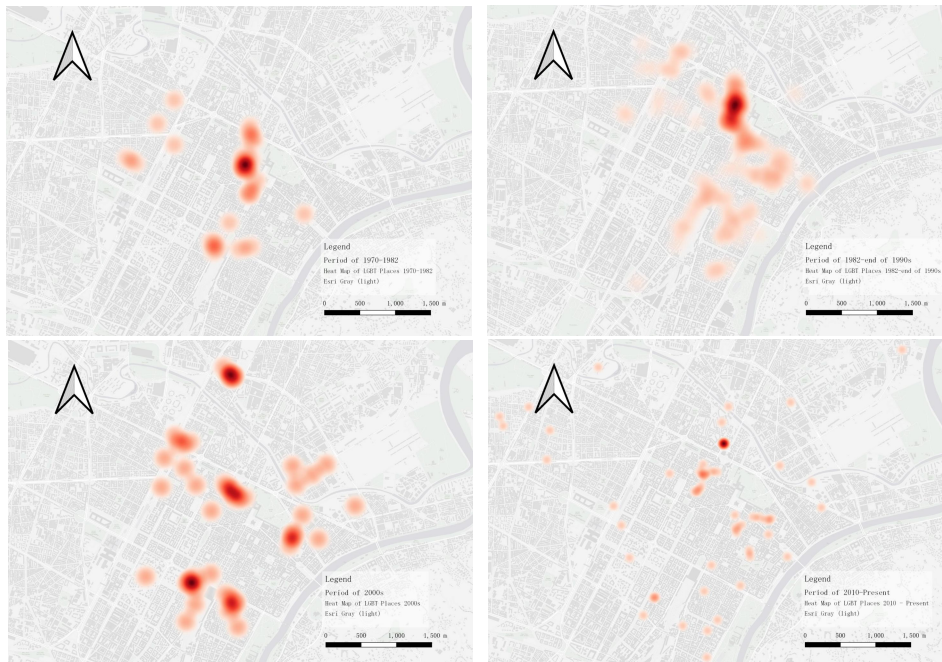 Legend
Period of 1970-1982
Heat Map of LGBT Places 1970-1982
Esri Gray (light)
0 500 1,000 1,500 m
Legend
Period of 1982-end of 1990s
Heat Map of LGBT Places 1982-end of 1990s
Esri Gray (light)
0 500 1,000 1,500 m
Legend
Period of 2000s
Heat Map of LGBT Places 2000s
Esri Gray (light)
0 500 1,000 1,500 m
Legend
Period of 2010-Present
Heat Map of LGBT Places 2010 - Present
Esri Gray (light)
0 500 1,000 1,500 m